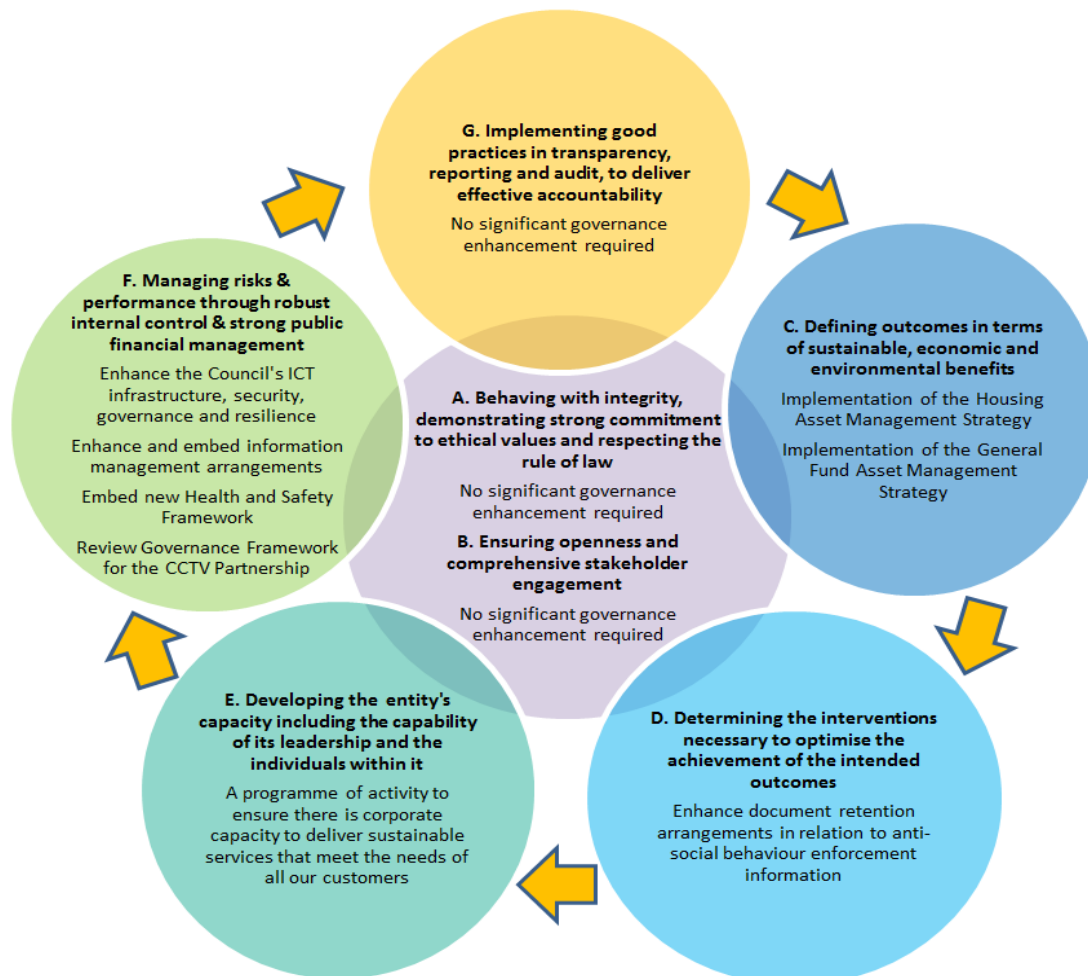 G. Implementing good
practices in transparency,
reporting and audit, to deliver
effective accountability
No significant governance
enhancement required
C. Defining outcomes in terms
of sustainable, economic and
environmental benefits
Implementation of the Housing
Asset Management Strategy
Implementation of the General
Fund Asset Management
Strategy
D. Determining the interventions
necessary to optimise the
achievement of the intended
outcomes
Enhance document retention
arrangements in relation to anti-
social behaviour enforcement
information
E. Developing the entity's
capacity including the capability
of its leadership and the
individuals within it
A programme of activity to
ensure there is corporate
capacity to deliver sustainable
services that meet the needs of
all our customers
F. Managing risks &
performance through robust
internal control & strong public
financial management
Enhance the Council's ICT
infrastructure, security,
governance and resilience
Enhance and embed information
management arrangements
Embed new Health and Safety
Framework
Review Governance Framework
for the CCTV Partnership
A. Behaving with integrity,
demonstrating strong commitment
to ethical values and respecting the
rule of law
No significant governance
enhancement required
B. Ensuring openness and
comprehensive stakeholder
engagement
No significant governance
enhancement required